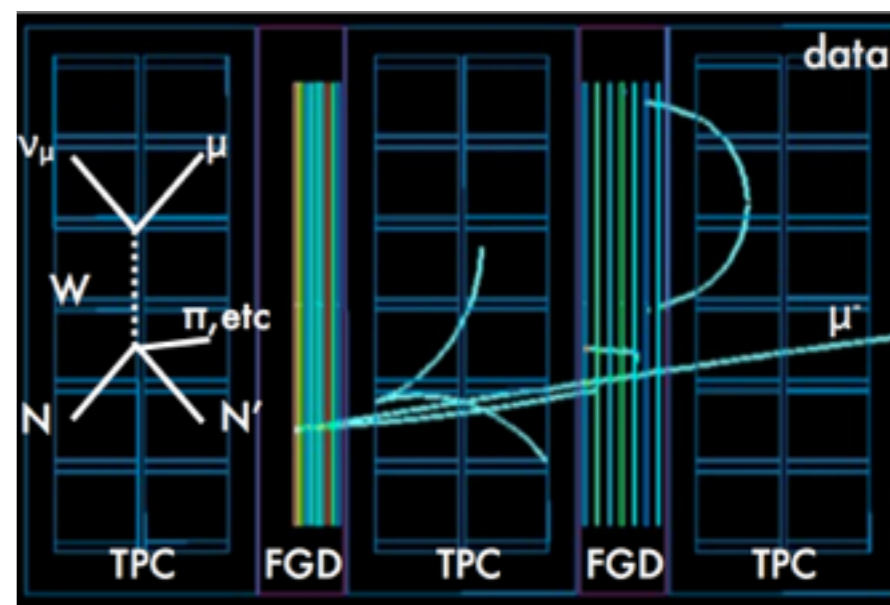 data
νμ μ
W
π, etc
μ-
N N′
TPC FGD TPC FGD TPC